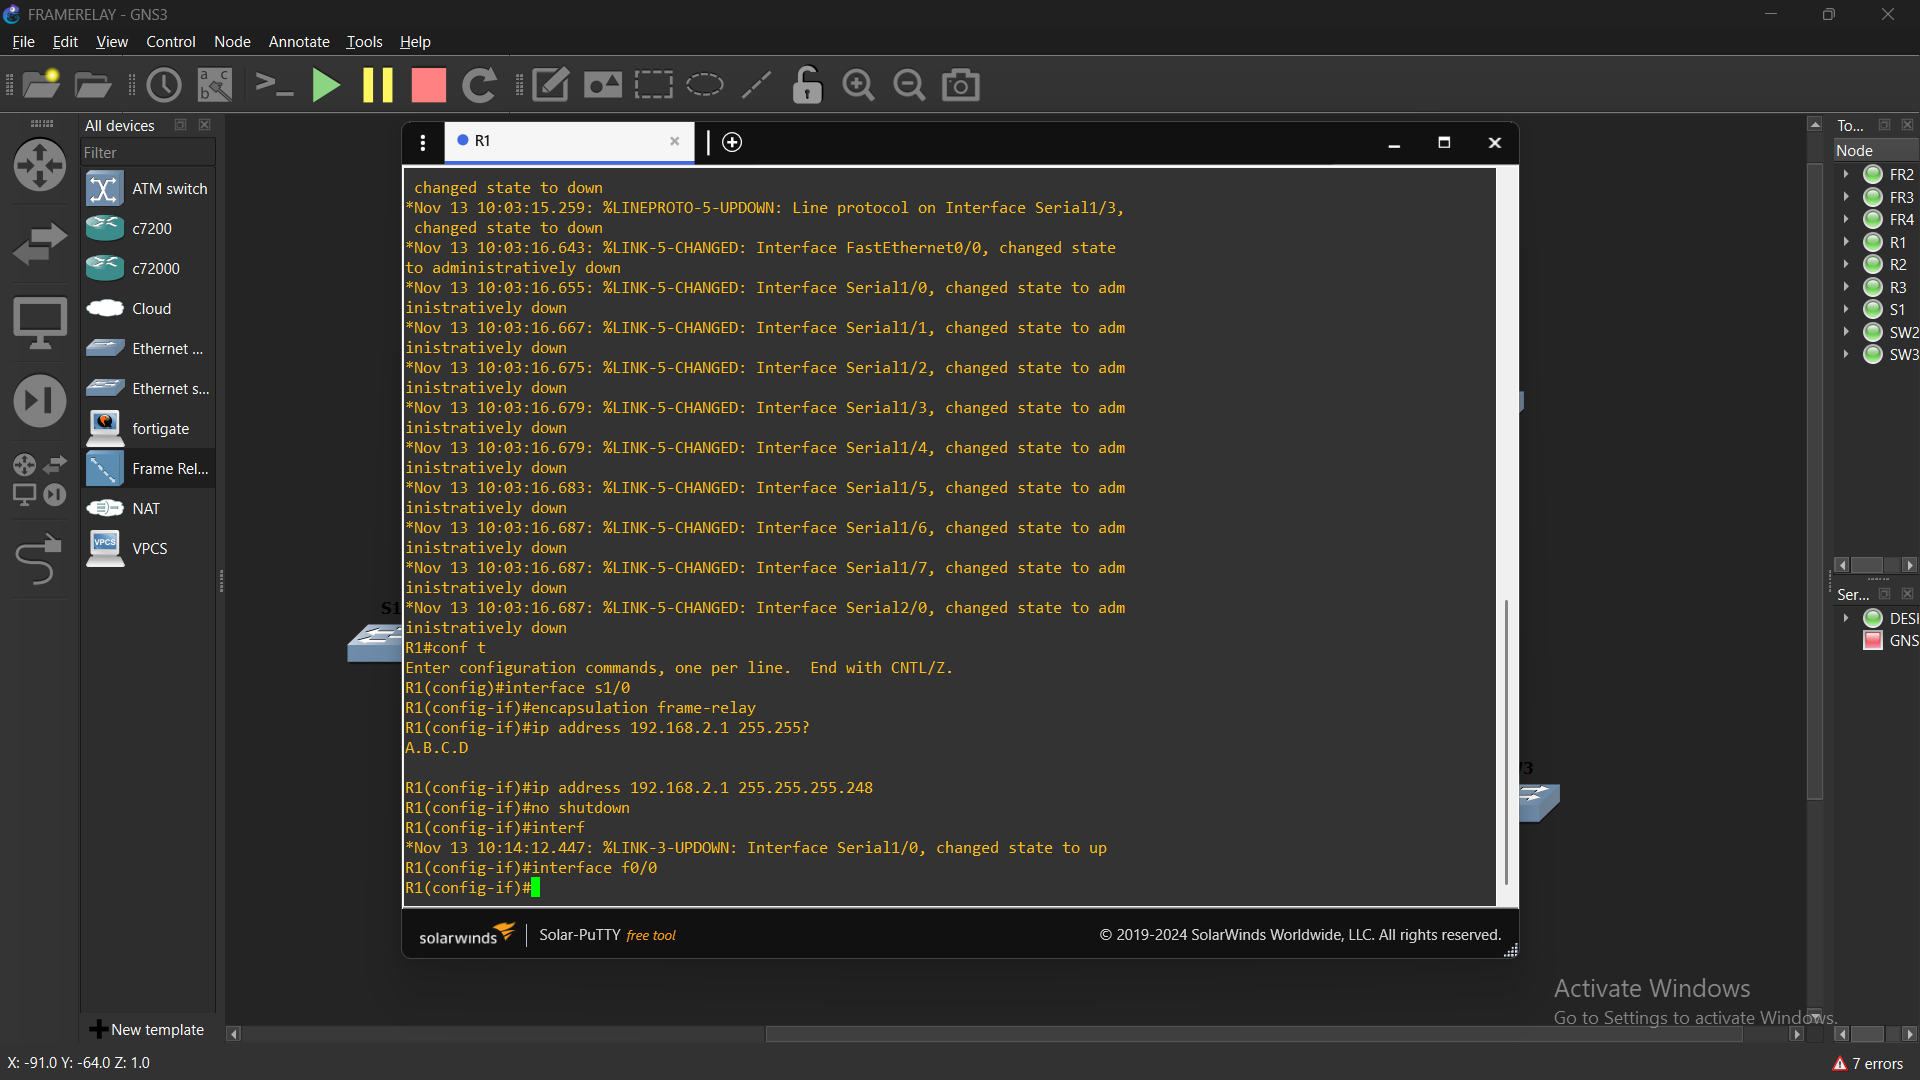 FRAMERELAY - GNS3
File Edit View Control Node Annotate Tools Help
All devices
Filter
ATM switch
c7200
c72000
Cloud
Ethernet ...
Ethernet s...
fortigate
Frame Rel...
NAT
VPCS
VPCS
New template
S1
R1
changed state to down
*Nov 13 10:03:15.259: %LINEPROTO-5-UPDOWN: Line protocol on Interface Serial1/3,
changed state to down
*Nov 13 10:03:16.643: %LINK-5-CHANGED: Interface FastEthernet0/0, changed state
to administratively down
*Nov 13 10:03:16.655: %LINK-5-CHANGED: Interface Serial1/0, changed state to adm
inistratively down
*Nov 13 10:03:16.667: %LINK-5-CHANGED: Interface Serial1/1, changed state to adm
inistratively down
*Nov 13 10:03:16.675: %LINK-5-CHANGED: Interface Serial1/2, changed state to adm
inistratively down
*Nov 13 10:03:16.679: %LINK-5-CHANGED: Interface Serial1/3, changed state to adm
inistratively down
*Nov 13 10:03:16.679: %LINK-5-CHANGED: Interface Serial1/4, changed state to adm
inistratively down
*Nov 13 10:03:16.683: %LINK-5-CHANGED: Interface Serial1/5, changed state to adm
inistratively down
*Nov 13 10:03:16.687: %LINK-5-CHANGED: Interface Serial1/6, changed state to adm
inistratively down
*Nov 13 10:03:16.687: %LINK-5-CHANGED: Interface Serial1/7, changed state to adm
inistratively down
*Nov 13 10:03:16.687: %LINK-5-CHANGED: Interface Serial2/0, changed state to adm
inistratively down
R1#conf t
Enter configuration commands, one per line.  End with CNTL/Z.
R1(config)#interface s1/0
R1(config-if)#encapsulation frame-relay
R1(config-if)#ip address 192.168.2.1 255.255?
A.B.C.D
R1(config-if)#ip address 192.168.2.1 255.255.255.248
R1(config-if)#no shutdown
R1(config-if)#interf
*Nov 13 10:14:12.447: %LINK-3-UPDOWN: Interface Serial1/0, changed state to up
R1(config-if)#interface f0/0
R1(config-if)#
solarwinds Solar-PuTTY free tool
© 2019-2024 SolarWinds Worldwide, LLC. All rights reserved.
To...
Node
FR2
FR3
FR4
R1
R2
R3
S1
SW2
SW3
Ser...
DESI
GNS
Activate Windows
Go to Settings to activate Windows.
X: -91.0 Y: -64.0 Z: 1.0
7 errors